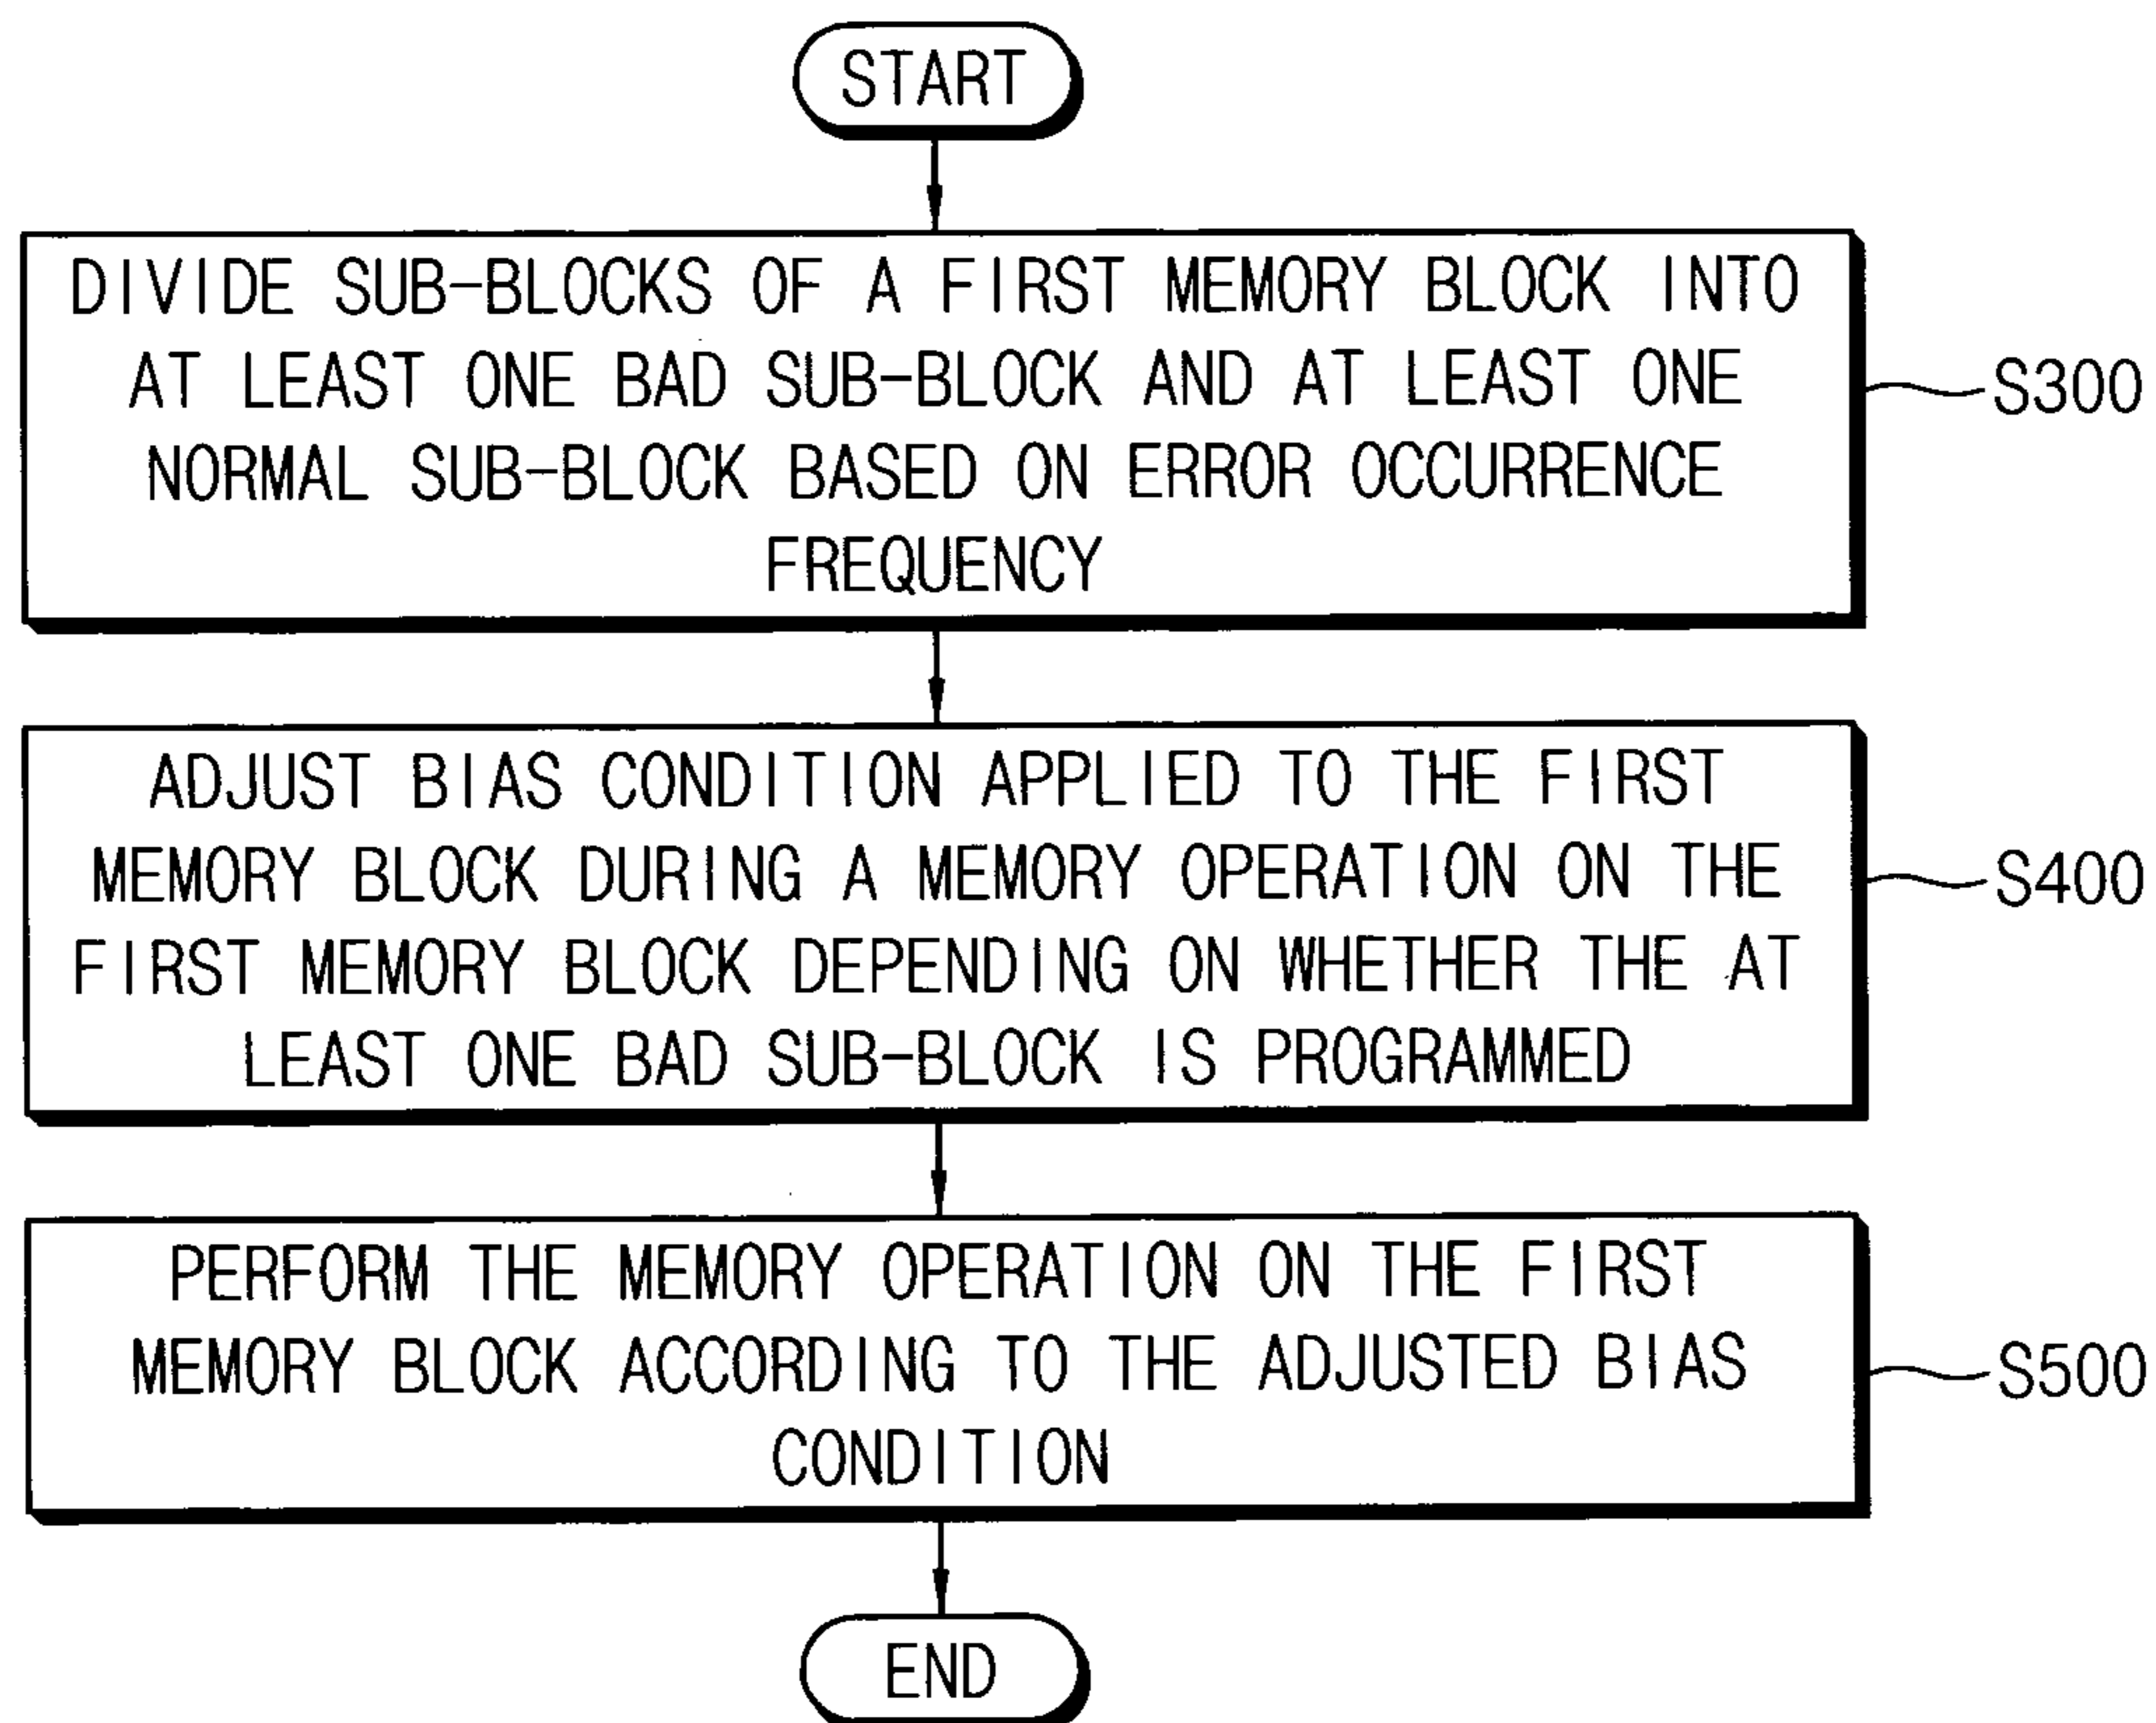 START
DIVIDE SUB-BLOCKS OF A FIRST MEMORY BLOCK INTO
AT LEAST ONE BAD SUB-BLOCK AND AT LEAST ONE
NORMAL SUB-BLOCK BASED ON ERROR OCCURRENCE
FREQUENCY
S300
ADJUST BIAS CONDITION APPLIED TO THE FIRST
MEMORY BLOCK DURING A MEMORY OPERATION ON THE
FIRST MEMORY BLOCK DEPENDING ON WHETHER THE AT
LEAST ONE BAD SUB-BLOCK IS PROGRAMMED
S400
PERFORM THE MEMORY OPERATION ON THE FIRST
MEMORY BLOCK ACCORDING TO THE ADJUSTED BIAS
CONDITION
S500
END